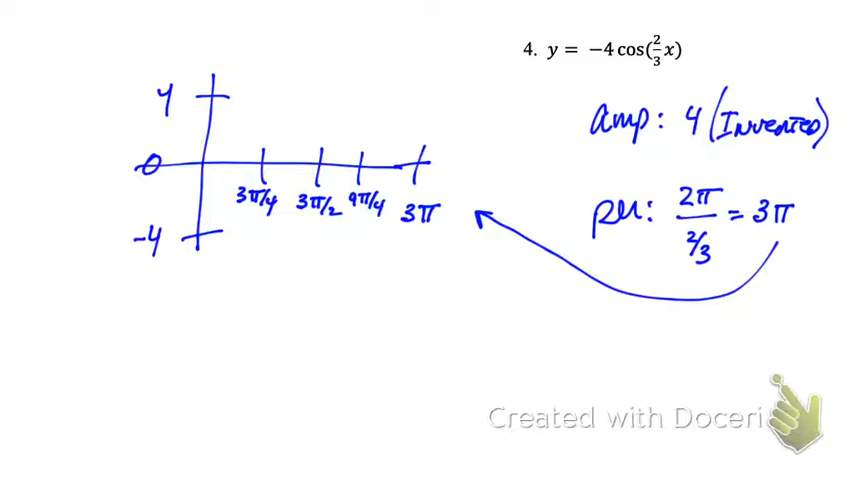 4. y = −4 cos(2/3 x)
4
amp: 4 (Inverted)
0
3π/4 3π/2 9π/4 3π
per: 2π / 2/3 = 3π
-4
Created with Doceri